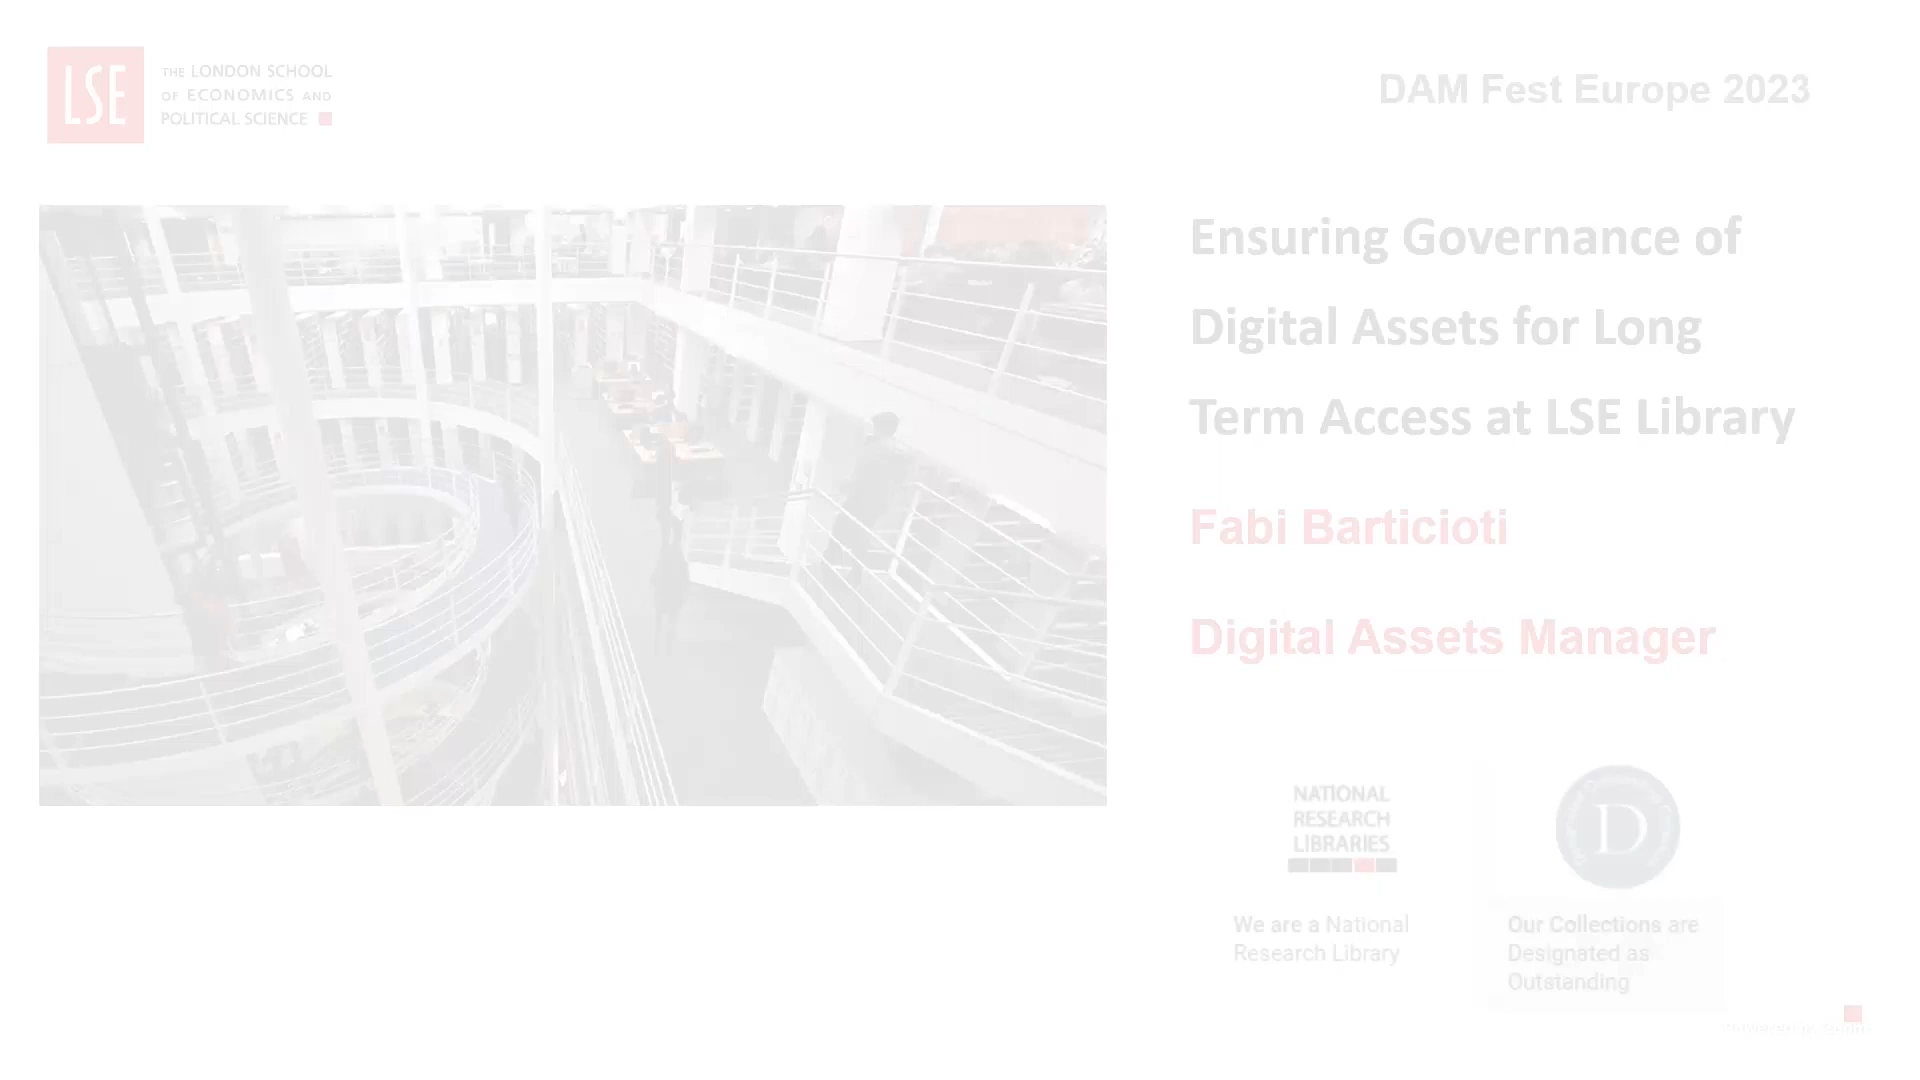 LSE
THE LONDON SCHOOL
OF ECONOMICS AND
POLITICAL SCIENCE
DAM Fest Europe 2023
Ensuring Governance of
Digital Assets for Long
Term Access at LSE Library
Fabi Barticioti
Digital Assets Manager
NATIONAL
RESEARCH
LIBRARIES
D
We are a National
Research Library
Our Collections are
Designated as
Outstanding